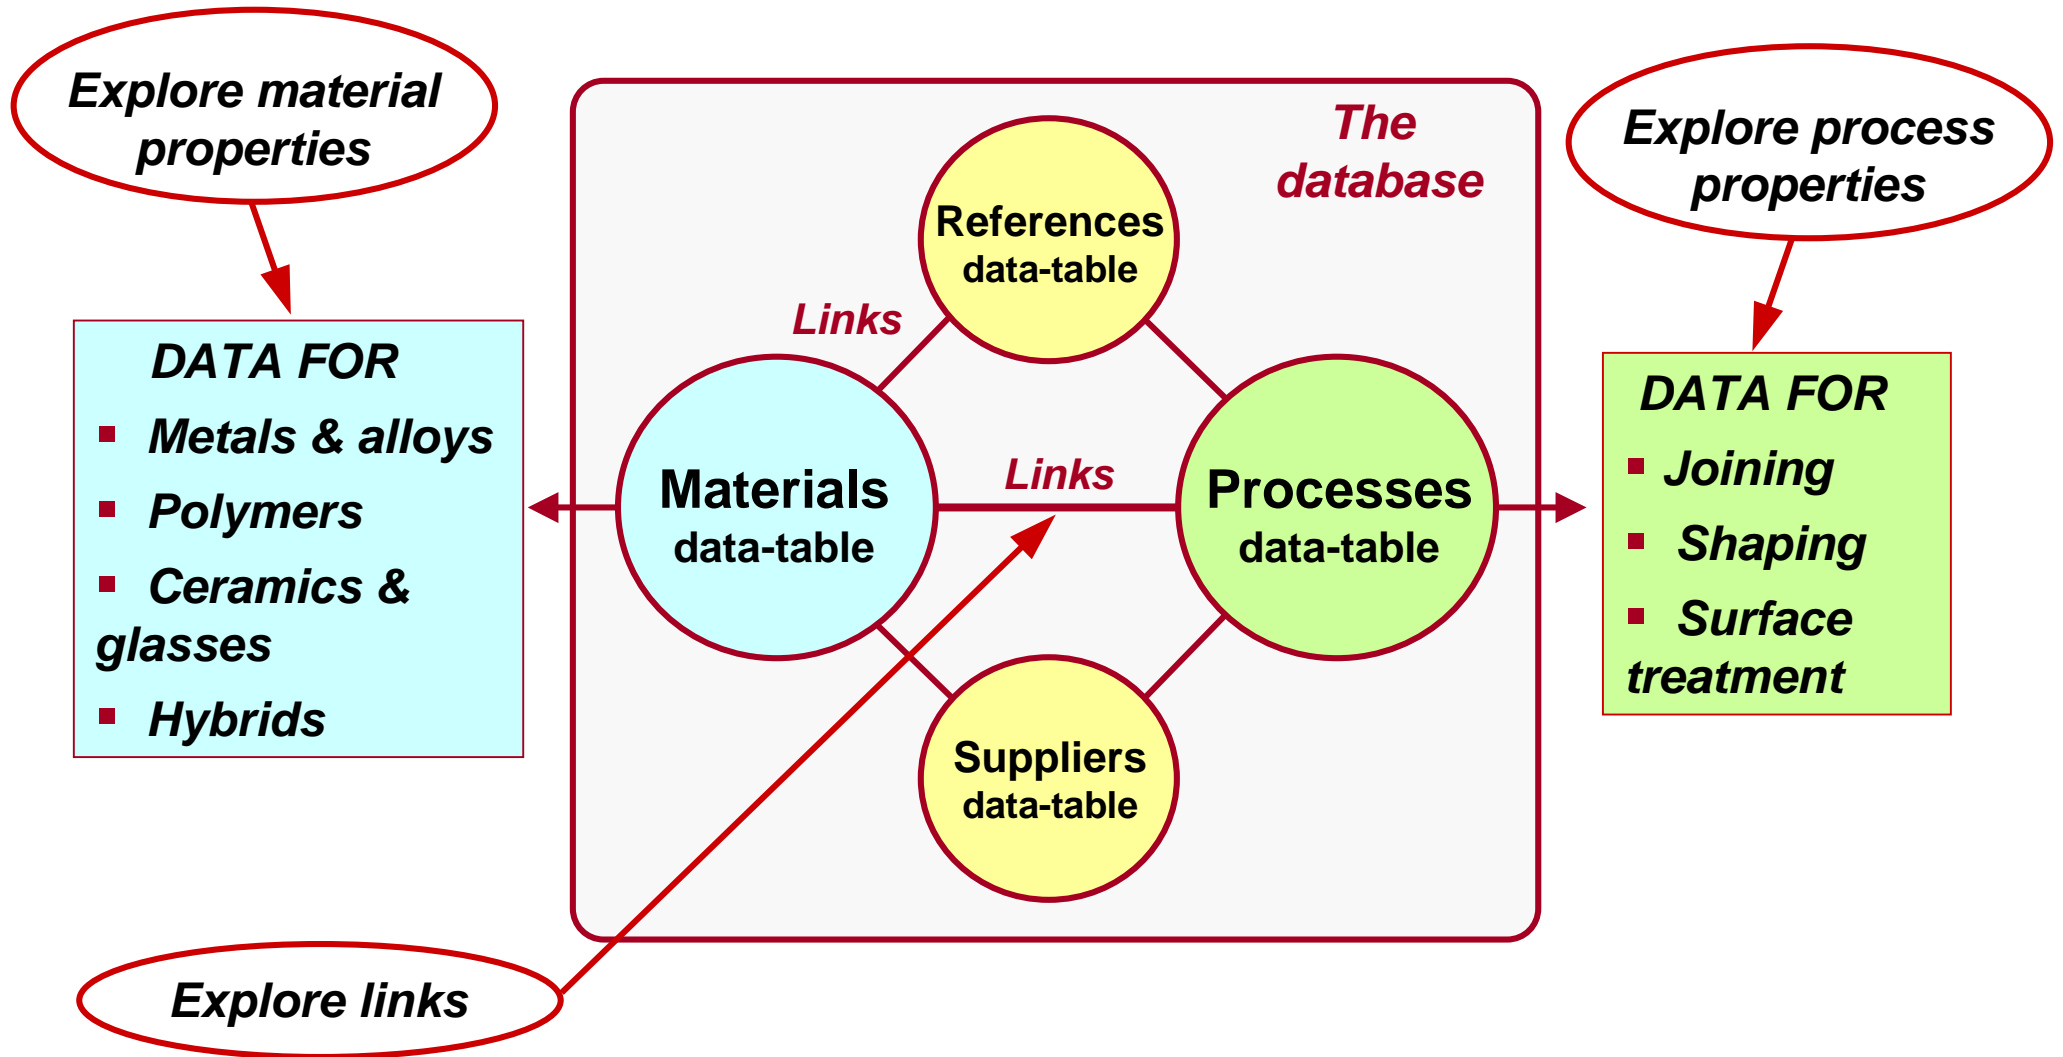 Explore material
properties
The
database
Explore process
properties
References
data-table
Links
DATA FOR
▪ Metals & alloys
▪ Polymers
▪ Ceramics &
glasses
▪ Hybrids
Materials
data-table
Links
Processes
data-table
DATA FOR
▪ Joining
▪ Shaping
▪ Surface
treatment
Suppliers
data-table
Explore links